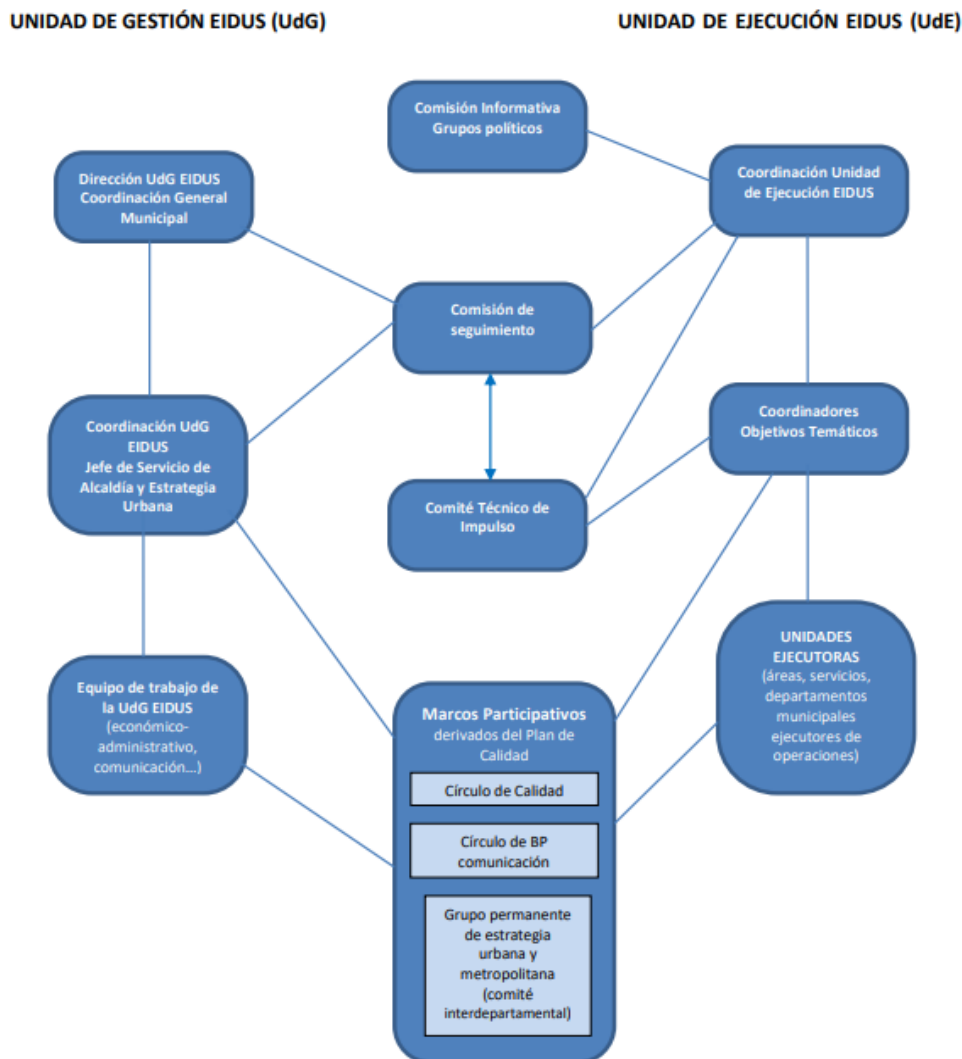 UNIDAD DE GESTIÓN EIDUS (UdG)
UNIDAD DE EJECUCIÓN EIDUS (UdE)
Comisión Informativa
Grupos políticos
Dirección UdG EIDUS
Coordinación General
Municipal
Coordinación Unidad
de Ejecución EIDUS
Comisión de
seguimiento
Coordinación UdG
EIDUS
Jefe de Servicio de
Alcaldía y Estrategia
Urbana
Coordinadores
Objetivos Temáticos
Comité Técnico de
Impulso
Equipo de trabajo de
la UdG EIDUS
(económico-
administrativo,
comunicación...)
UNIDADES
EJECUTORAS
(áreas, servicios,
departamentos
municipales
ejecutores de
operaciones)
Marcos Participativos
derivados del Plan de
Calidad
Círculo de Calidad
Círculo de BP
comunicación
Grupo permanente
de estrategia
urbana y
metropolitana
(comité
interdepartamental)